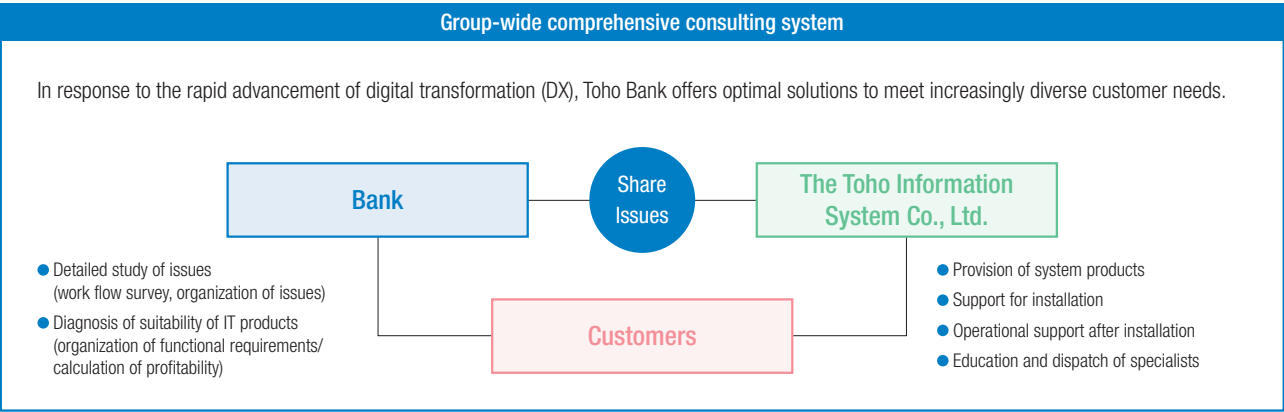 Group-wide comprehensive consulting system
In response to the rapid advancement of digital transformation (DX), Toho Bank offers optimal solutions to meet increasingly diverse customer needs.
Bank
Share
Issues
The Toho Information
System Co., Ltd.
● Detailed study of issues
(work flow survey, organization of issues)
● Diagnosis of suitability of IT products
(organization of functional requirements/
calculation of profitability)
Customers
● Provision of system products
● Support for installation
● Operational support after installation
● Education and dispatch of specialists